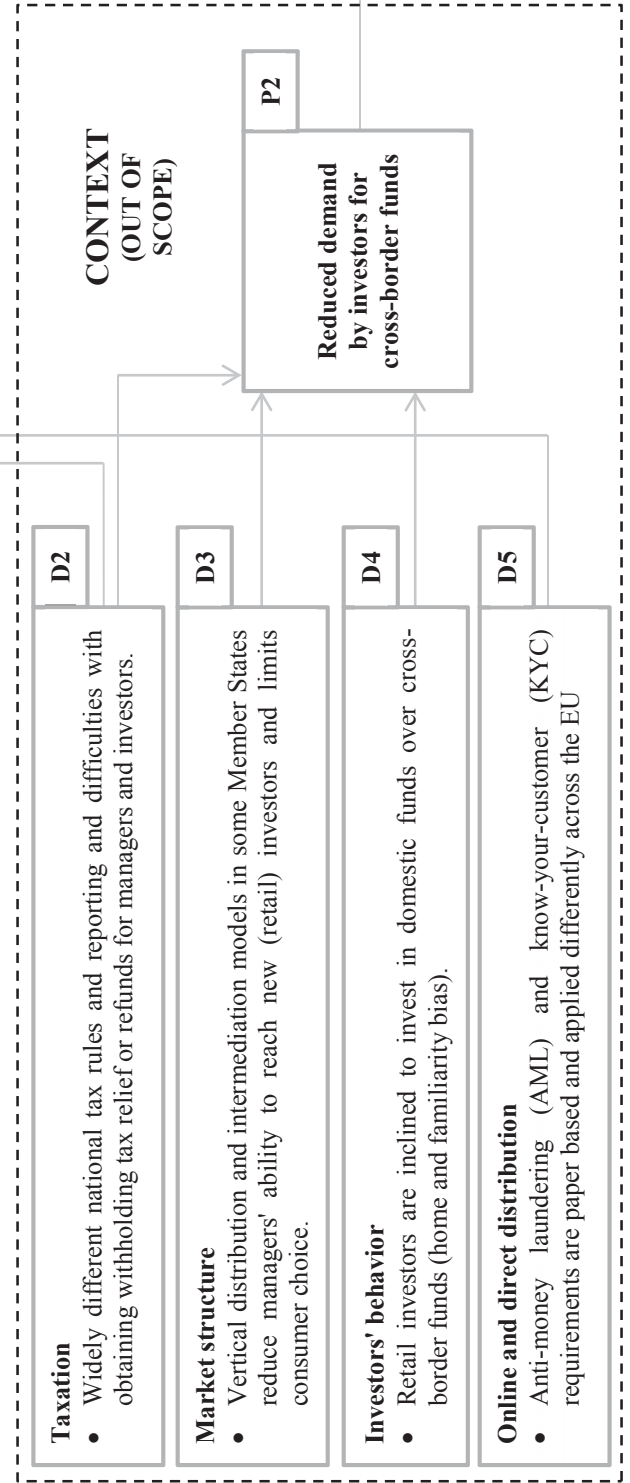 Taxation
• Widely different national tax rules and reporting and difficulties with
obtaining withholding tax relief or refunds for managers and investors.
D2
Market structure
• Vertical distribution and intermediation models in some Member States
reduce managers' ability to reach new (retail) investors and limits
consumer choice.
D3
Investors' behavior
• Retail investors are inclined to invest in domestic funds over cross-
border funds (home and familiarity bias).
D4
Online and direct distribution
• Anti-money laundering (AML) and know-your-customer (KYC)
requirements are paper based and applied differently across the EU
D5
CONTEXT
(OUT OF
SCOPE)
P2
Reduced demand
by investors for
cross-border funds